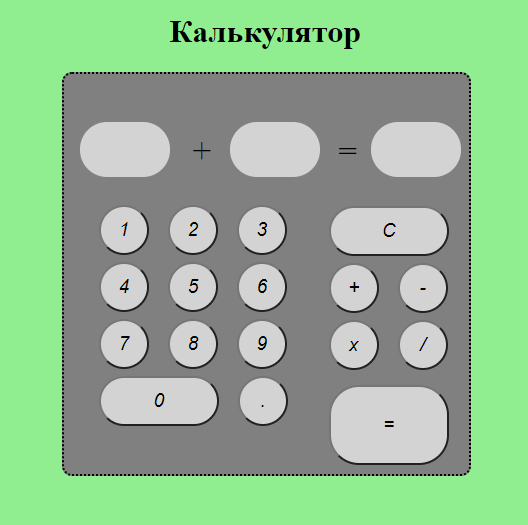 Калькулятор
+ =
1 2 3 C
4 5 6 + -
7 8 9 x /
0 . =